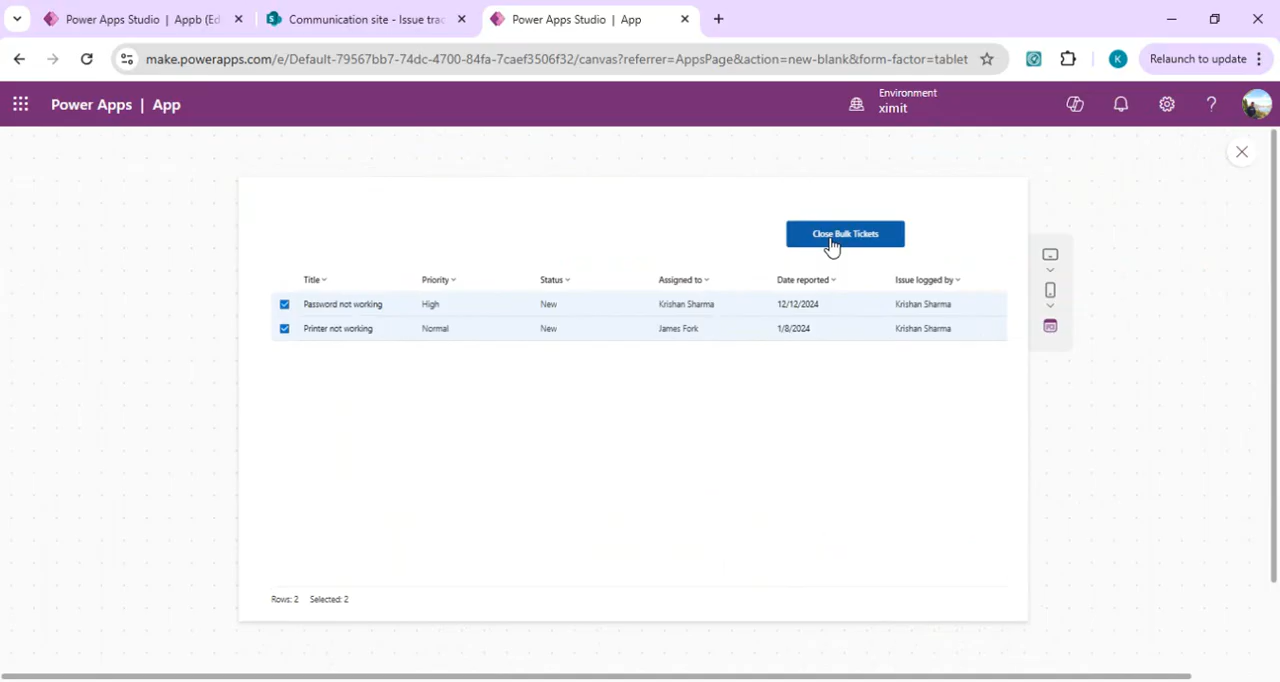 Power Apps Studio | Appb (Ed
Communication site - Issue trac
Power Apps Studio | App
make.powerapps.com/e/Default-79567bb7-74dc-4700-84fa-7caef3506f32/canvas?referrer=AppsPage&action=new-blank&form-factor=tablet
K
Relaunch to update
Power Apps | App
Environment
ximit
Close Bulk Tickets
Title Priority Status Assigned to Date reported Issue logged by
Password not working High New Krishan Sharma 12/12/2024 Krishan Sharma
Printer not working Normal New James Fork 1/8/2024 Krishan Sharma
Rows: 2 Selected: 2